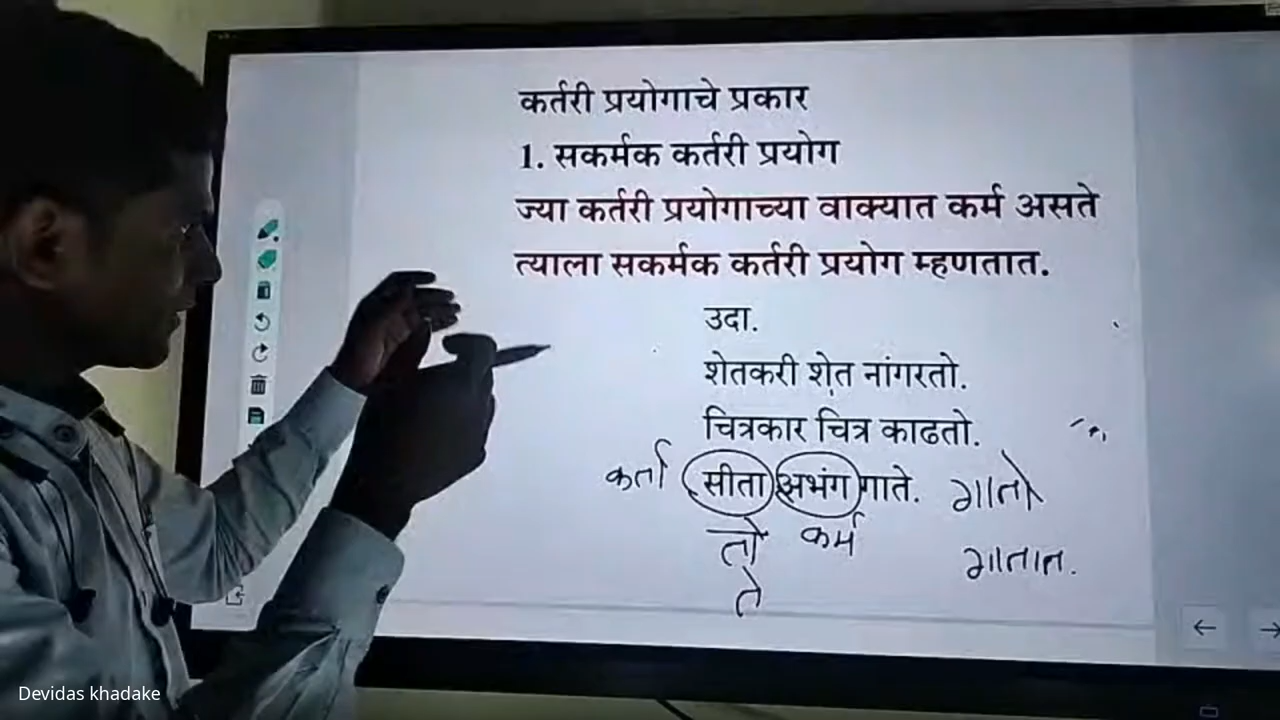 कर्तरी प्रयोगाचे प्रकार
1. सकर्मक कर्तरी प्रयोग
ज्या कर्तरी प्रयोगाच्या वाक्यात कर्म असते
त्याला सकर्मक कर्तरी प्रयोग म्हणतात.
उदा.
शेतकरी शेत नांगरतो.
चित्रकार चित्र काढतो.
कर्ता सीता अभंग गाते. गातो
तो कर्म गातात.
ते
Devidas khadake